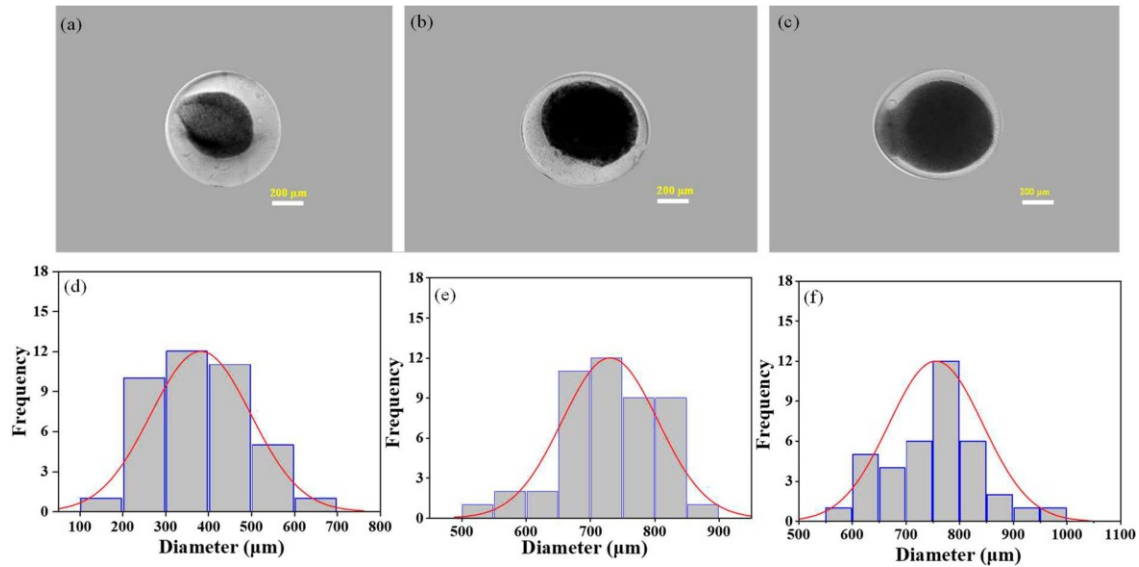 (a)
200 µm
(b)
200 µm
(c)
200 µm
(d)
18
15
12
9
6
3
0
Frequency
100 200 300 400 500 600 700 800
Diameter (µm)
(e)
18
15
12
9
6
3
0
Frequency
500 600 700 800 900
Diameter (µm)
(f)
18
15
12
9
6
3
0
Frequency
500 600 700 800 900 1000 1100
Diameter (µm)